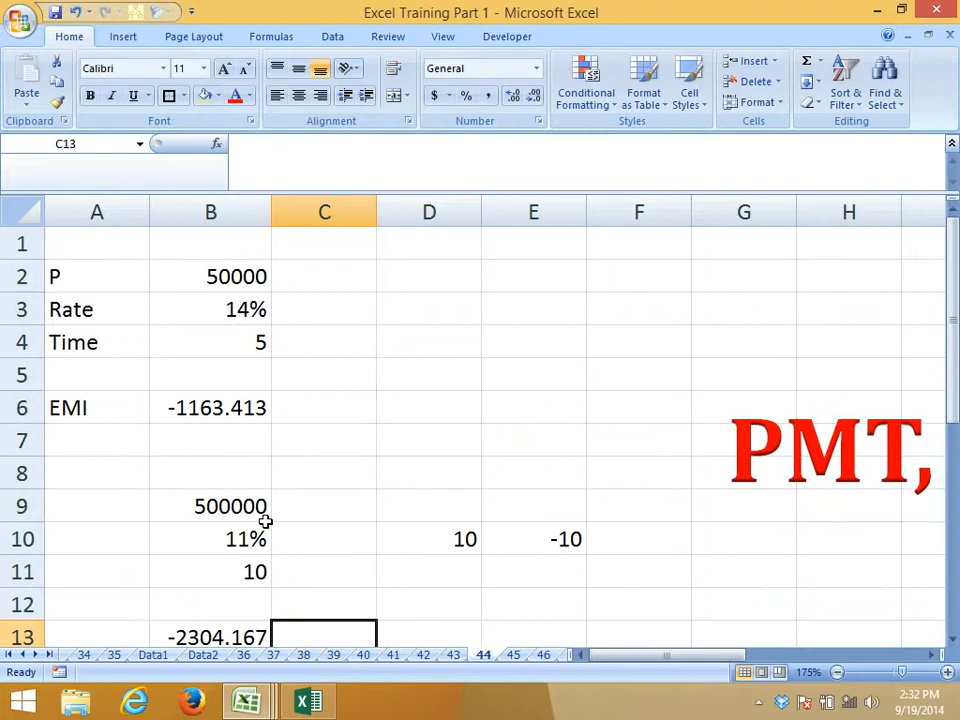 Excel Training Part 1 - Microsoft Excel
Home Insert Page Layout Formulas Data Review View Developer
Paste Calibri 11 General Conditional Formatting Format as Table Cell Styles Insert Delete Format Sort & Filter Find & Select
Clipboard Font Alignment Number Styles Cells Editing
C13 fx
A B C D E F G H
1
2 P 50000
3 Rate 14%
4 Time 5
5
6 EMI -1163.413
7
PMT,
8
9 500000
10 11% 10 -10
11 10
12
13 -2304.167
34 35 Data1 Data2 36 37 38 39 40 41 42 43 44 45 46
Ready 175%
2:32 PM
9/19/2014